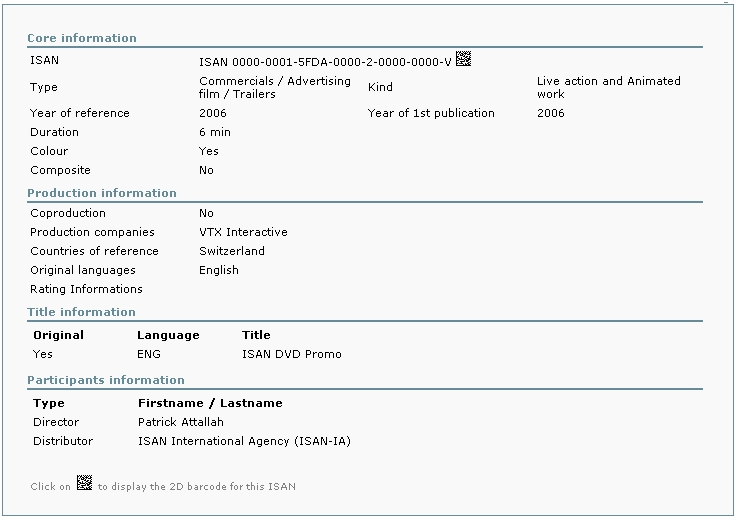 Core information
ISAN ISAN 0000-0001-5FDA-0000-2-0000-0000-V
Type Commercials / Advertising film / Trailers Kind Live action and Animated work
Year of reference 2006 Year of 1st publication 2006
Duration 6 min
Colour Yes
Composite No
Production information
Coproduction No
Production companies VTX Interactive
Countries of reference Switzerland
Original languages English
Rating Informations
Title information
Original Language Title
Yes ENG ISAN DVD Promo
Participants information
Type Firstname / Lastname
Director Patrick Attallah
Distributor ISAN International Agency (ISAN-IA)
Click on to display the 2D barcode for this ISAN